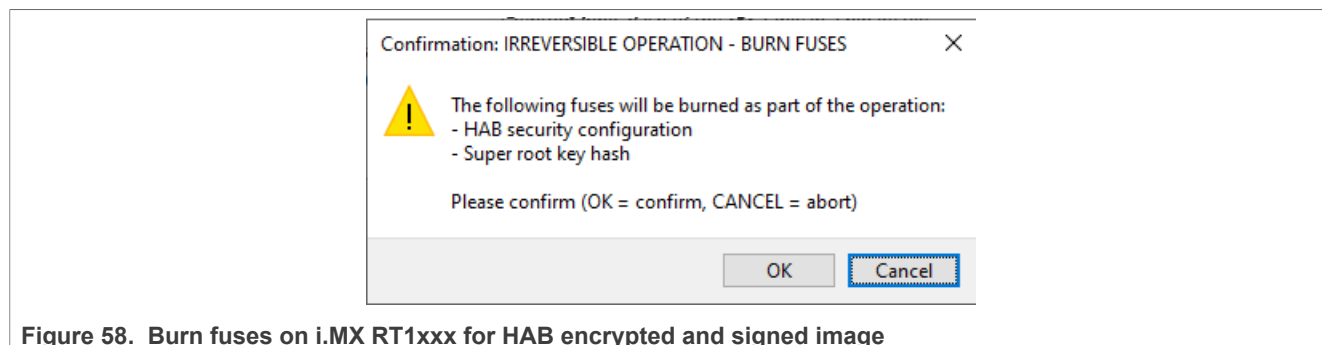 Confirmation: IRREVERSIBLE OPERATION - BURN FUSES
The following fuses will be burned as part of the operation:
- HAB security configuration
- Super root key hash
Please confirm (OK = confirm, CANCEL = abort)
OK Cancel
Figure 58. Burn fuses on i.MX RT1xxx for HAB encrypted and signed image